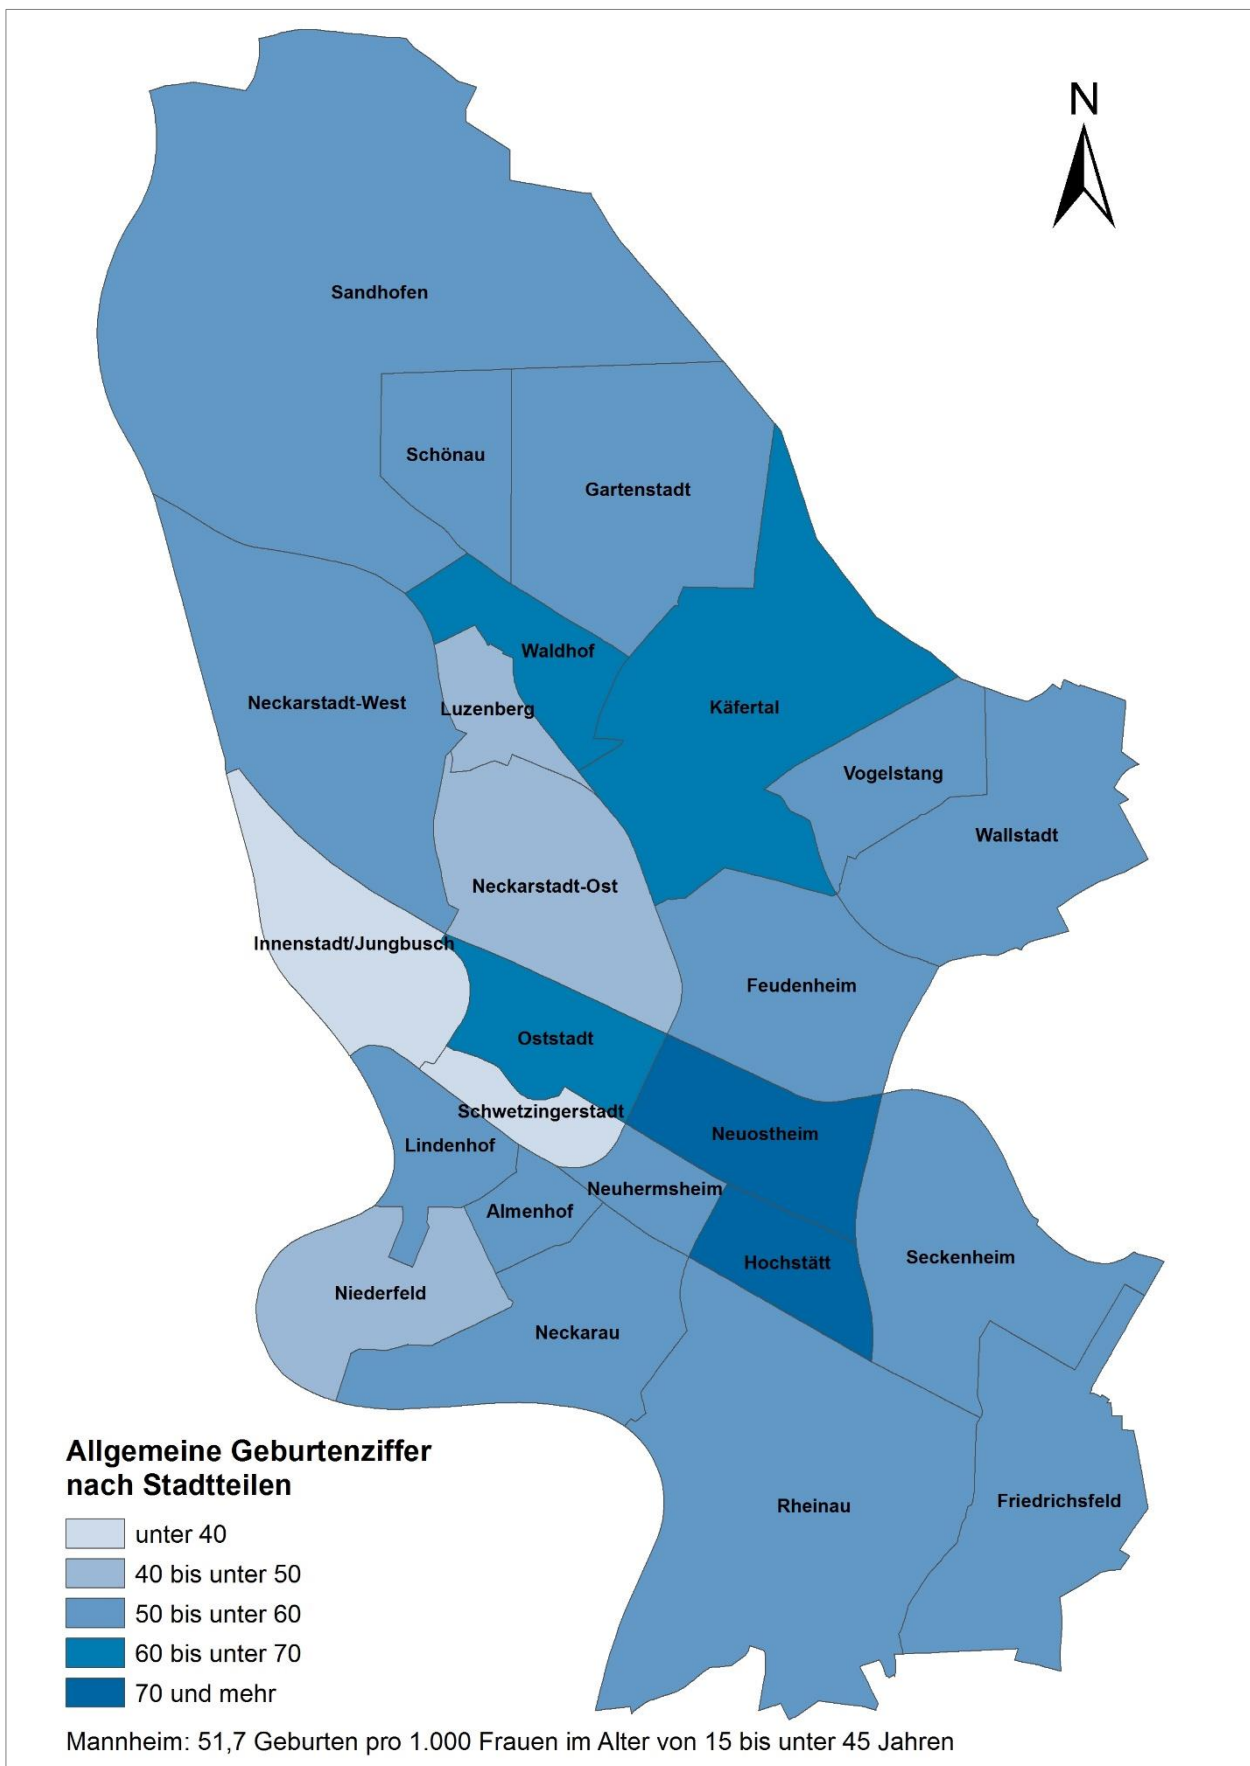 N
Sandhofen
Schönau
Gartenstadt
Waldhof
Neckarstadt-West
Luzenberg
Käfertal
Vogelstang
Wallstadt
Neckarstadt-Ost
Innenstadt/Jungbusch
Feudenheim
Oststadt
Schwetzingerstadt
Neuostheim
Lindenhof
Neuhermsheim
Almenhof
Seckenheim
Hochstätt
Niederfeld
Neckarau
Rheinau
Friedrichsfeld
Allgemeine Geburtenziffer
nach Stadtteilen
unter 40
40 bis unter 50
50 bis unter 60
60 bis unter 70
70 und mehr
Mannheim: 51,7 Geburten pro 1.000 Frauen im Alter von 15 bis unter 45 Jahren